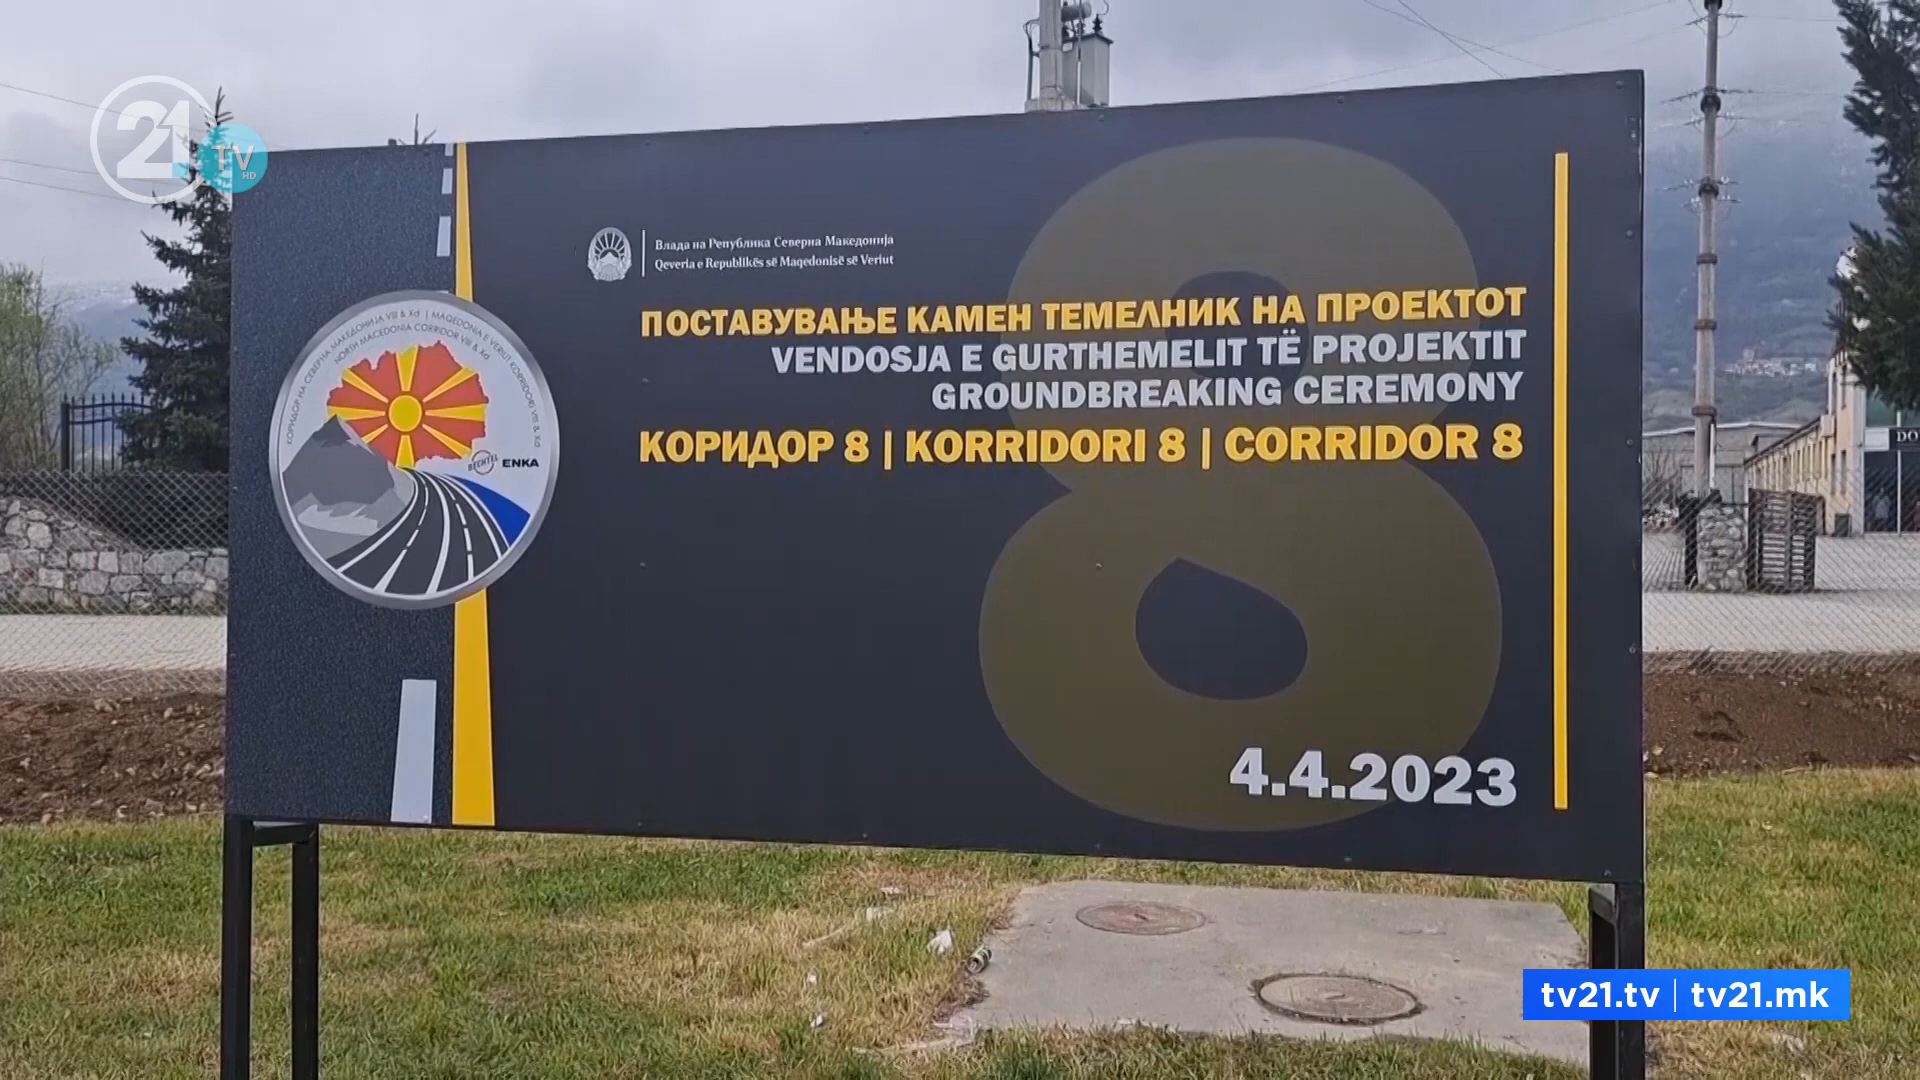 21
TV
HD
Влада на Република Северна Македонија
Qeveria e Republikës së Maqedonisë së Veriut
ПОСТАВУВАЊЕ КАМЕН ТЕМЕЛНИК НА ПРОЕКТОТ
VENDOSJA E GURTHEMELIT TË PROJEKTIT
GROUNDBREAKING CEREMONY
КОРИДОР 8 | KORRIDORI 8 | CORRIDOR 8
8
КОРИДОР НА СЕВЕРНА МАКЕДОНИЈА VIII & Xd | MAQEDONIA E VERIUT KORRIDORI VIII & Xd
NORTH MACEDONIA CORRIDOR VIII & Xd
BECHTEL ENKA
4.4.2023
DO
tv21.tv | tv21.mk